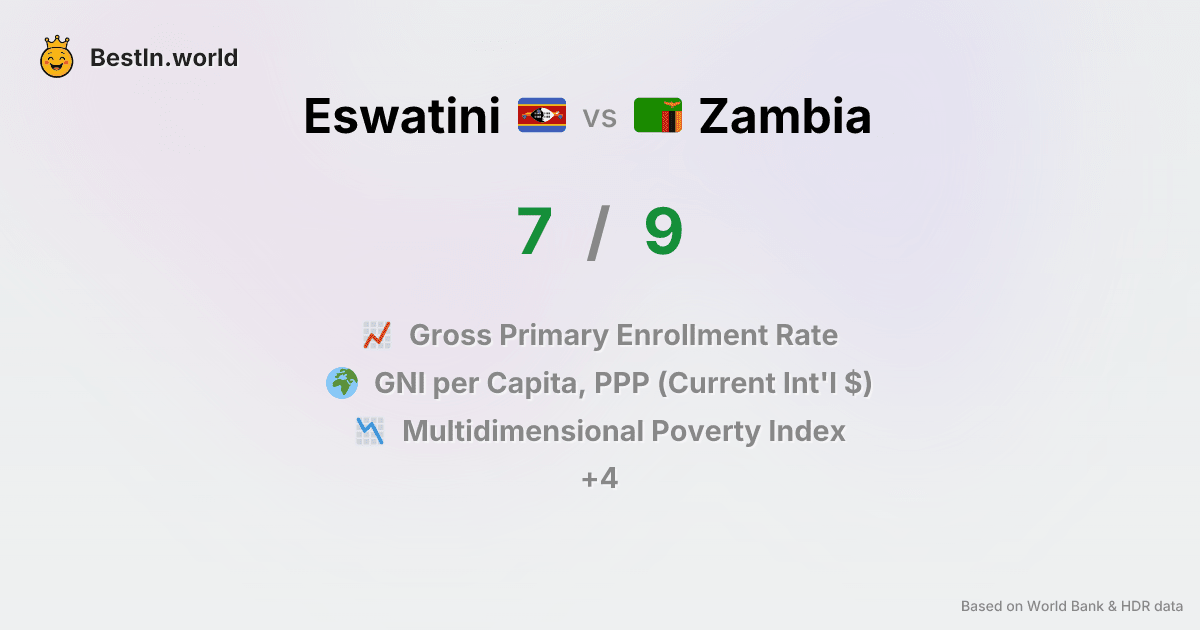 BestIn.world
Eswatini vs Zambia
7 / 9
Gross Primary Enrollment Rate
GNI per Capita, PPP (Current Int'l $)
Multidimensional Poverty Index
+4
Based on World Bank & HDR data